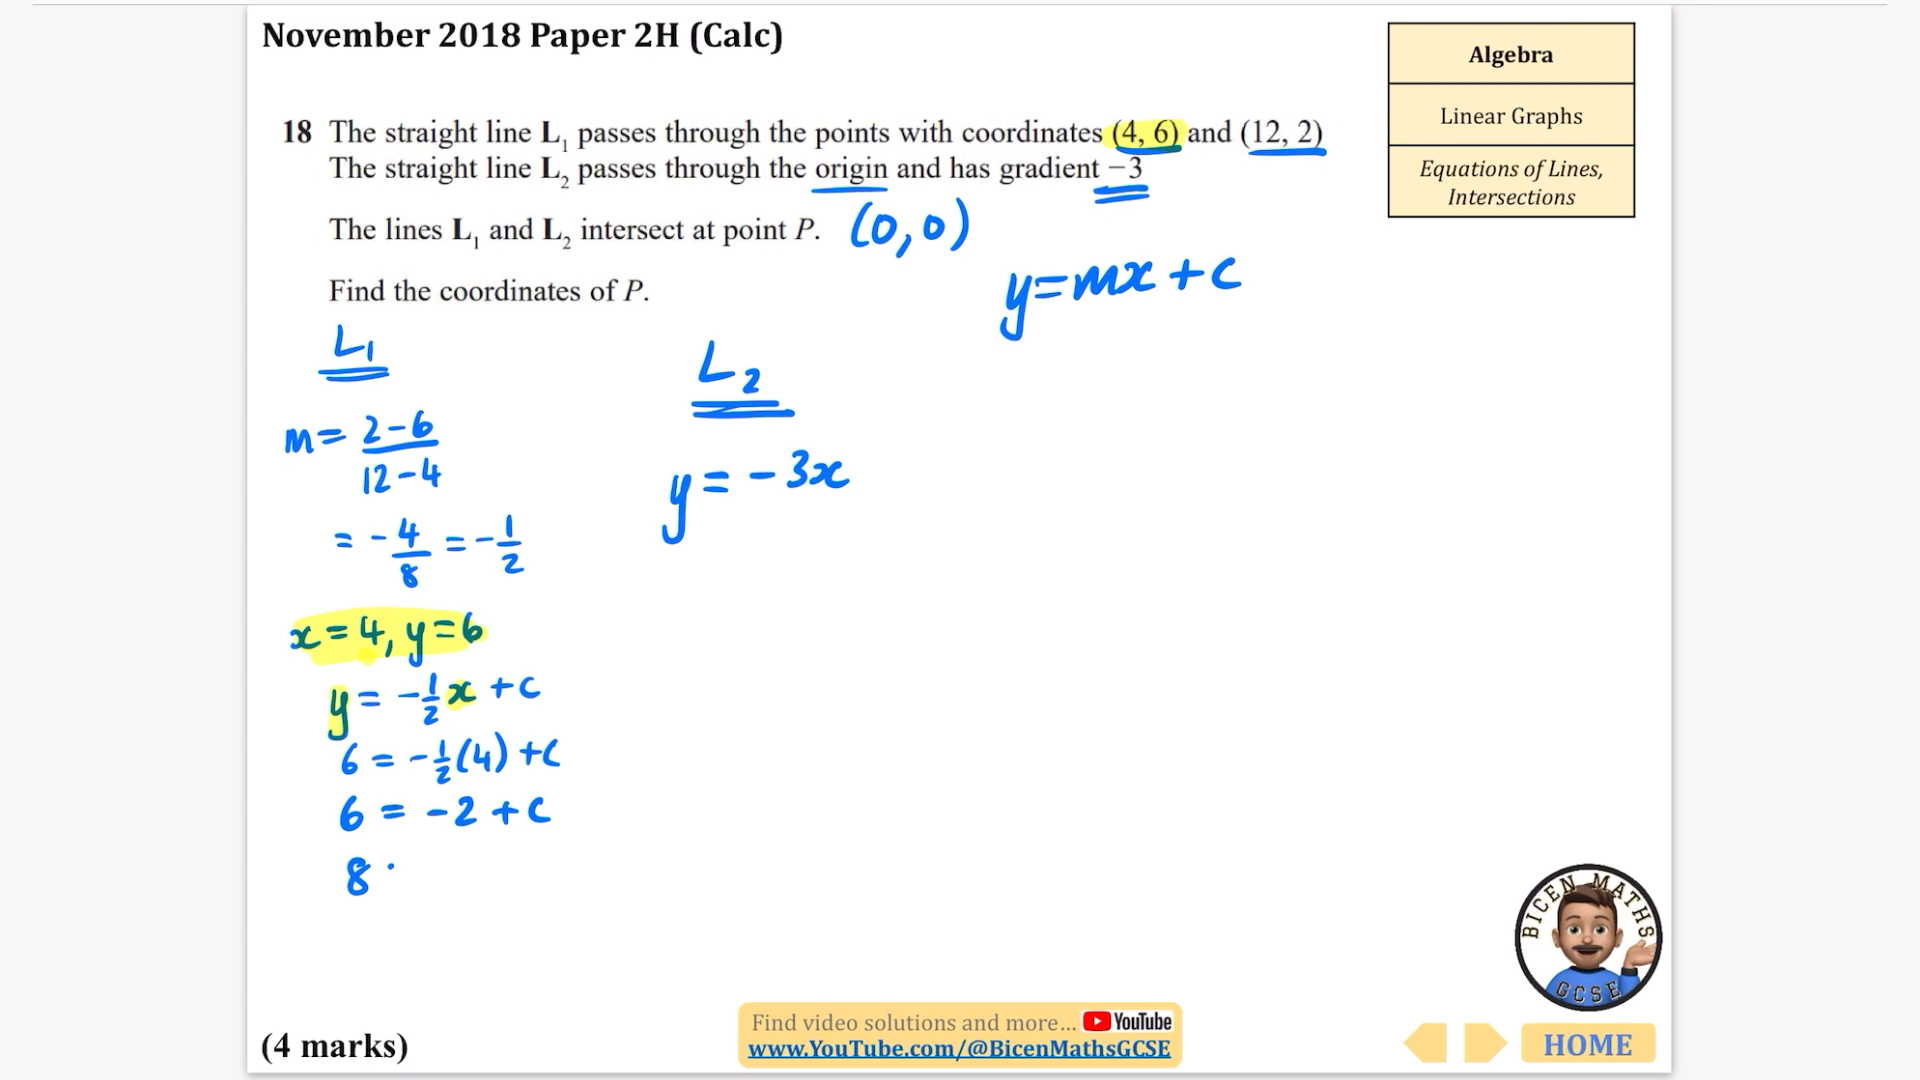 November 2018 Paper 2H (Calc)
Algebra
Linear Graphs
Equations of Lines,
Intersections
18 The straight line L₁ passes through the points with coordinates (4, 6) and (12, 2)
The straight line L₂ passes through the origin and has gradient −3
The lines L₁ and L₂ intersect at point P. (0,0)
Find the coordinates of P.
y=mx+c
L₁
m= 2-6
12-4
= -4/8 = -1/2
x=4, y=6
y = -1/2 x +c
6 = -1/2(4) +c
6 = -2 +c
8
L₂
y = -3x
BICEN MATHS
GCSE
(4 marks)
Find video solutions and more... YouTube
www.YouTube.com/@BicenMathsGCSE
HOME